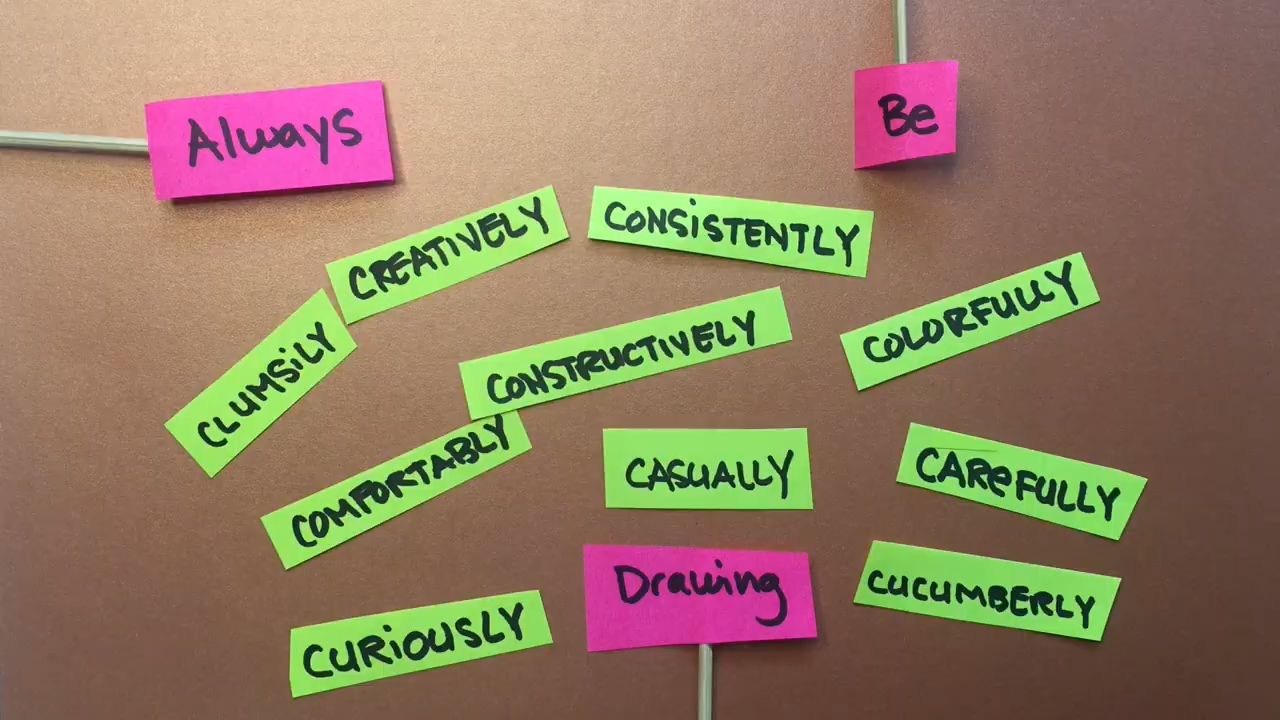 Always
Be
CREATIVELY
CONSiSTENTLY
CLUMSiLY
CONSTRUCTIVELY
COLORFULLY
COMFORTABLY
CASUALLY
CAReFULLY
Drawing
CUCUMBERLY
CURiOUSLY